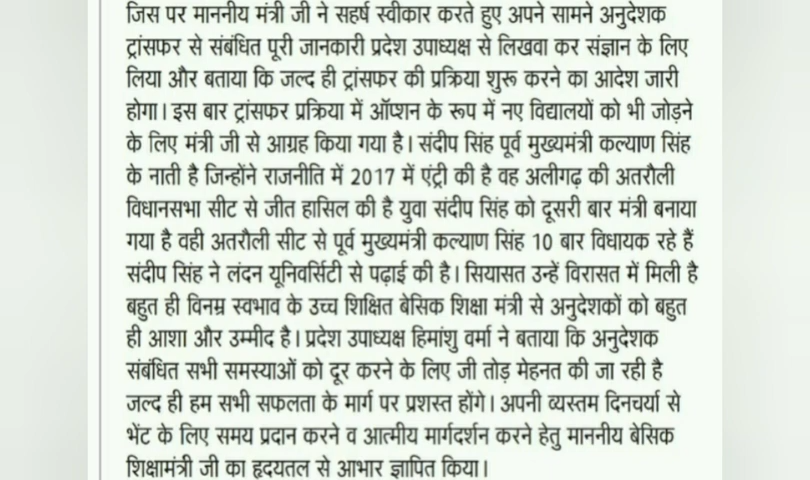 जिस पर माननीय मंत्री जी ने सहर्ष स्वीकार करते हुए अपने सामने अनुदेशक
ट्रांसफर से संबंधित पूरी जानकारी प्रदेश उपाध्यक्ष से लिखवा कर संज्ञान के लिए
लिया और बताया कि जल्द ही ट्रांसफर की प्रक्रिया शुरू करने का आदेश जारी
होगा। इस बार ट्रांसफर प्रक्रिया में ऑप्शन के रूप में नए विद्यालयों को भी जोड़ने
के लिए मंत्री जी से आग्रह किया गया है। संदीप सिंह पूर्व मुख्यमंत्री कल्याण सिंह
के नाती है जिन्होंने राजनीति में 2017 में एंट्री की है वह अलीगढ़ की अतरौली
विधानसभा सीट से जीत हासिल की है युवा संदीप सिंह को दूसरी बार मंत्री बनाया
गया है वही अतरौली सीट से पूर्व मुख्यमंत्री कल्याण सिंह 10 बार विधायक रहे हैं
संदीप सिंह ने लंदन यूनिवर्सिटी से पढ़ाई की है। सियासत उन्हें विरासत में मिली है
बहुत ही विनम्र स्वभाव के उच्च शिक्षित बेसिक शिक्षा मंत्री से अनुदेशकों को बहुत
ही आशा और उम्मीद है। प्रदेश उपाध्यक्ष हिमांशु वर्मा ने बताया कि अनुदेशक
संबंधित सभी समस्याओं को दूर करने के लिए जी तोड़ मेहनत की जा रही है
जल्द ही हम सभी सफलता के मार्ग पर प्रशस्त होंगे। अपनी व्यस्तम दिनचर्या से
भेंट के लिए समय प्रदान करने व आत्मीय मार्गदर्शन करने हेतु माननीय बेसिक
शिक्षामंत्री जी का हृदयतल से आभार ज्ञापित किया।